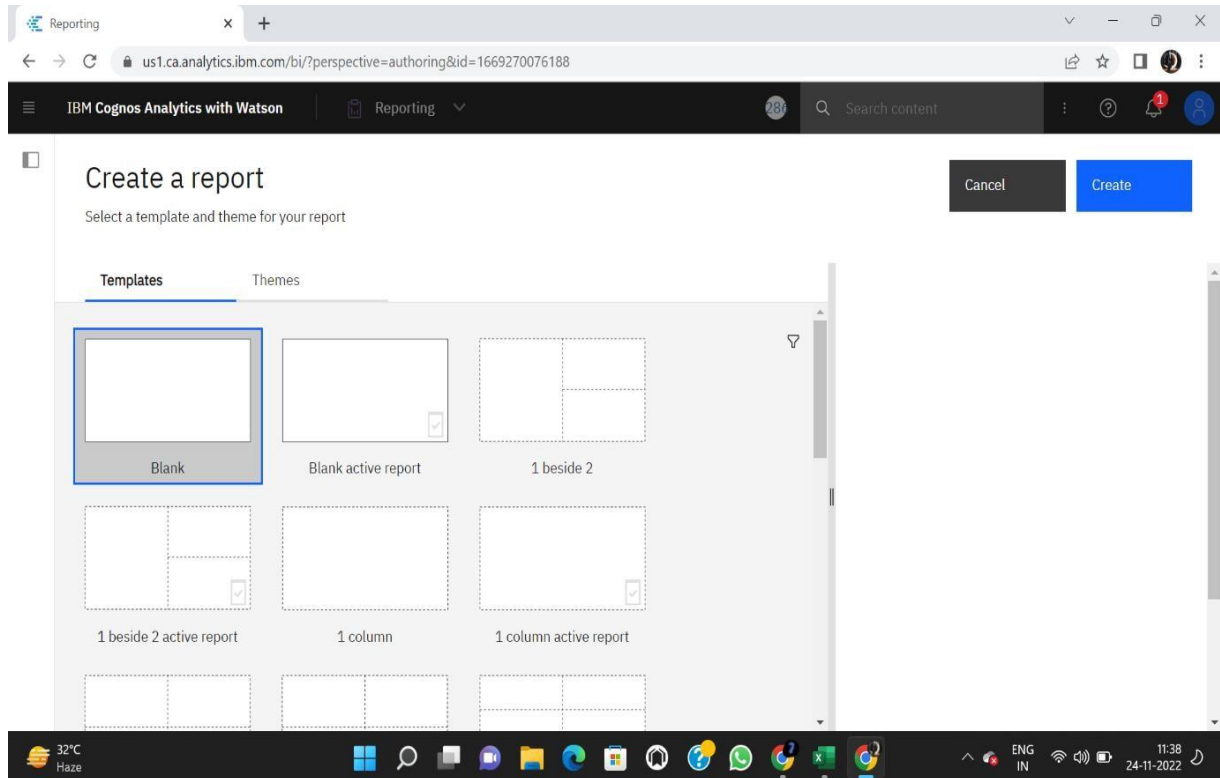 Reporting
us1.ca.analytics.ibm.com/bi/?perspective=authoring&id=1669270076188
IBM Cognos Analytics with Watson
Reporting
Search content
1
Create a report
Cancel
Create
Select a template and theme for your report
Templates
Themes
Blank
Blank active report
1 beside 2
1 beside 2 active report
1 column
1 column active report
32°C
Haze
7
ENG
IN
11:38
24-11-2022